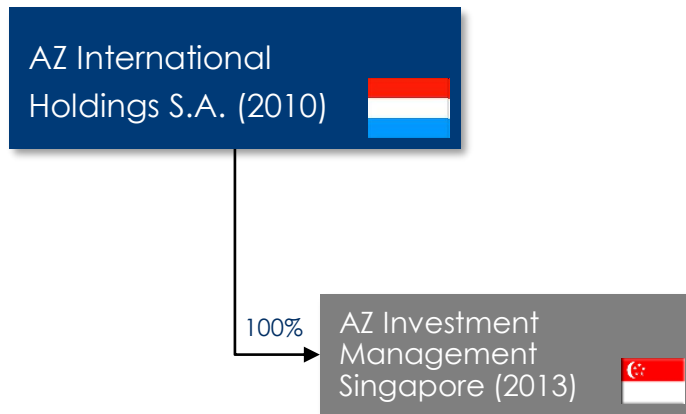 AZ International
Holdings S.A. (2010)
100%
AZ Investment
Management
Singapore (2013)